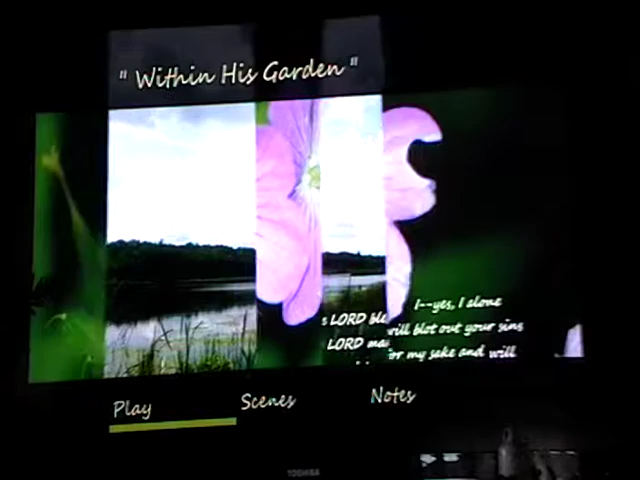 " Within His Garden "
LORD
LORD
I--yes, I alone
will blot out your sins
for my sake and will
Play
Scenes
Notes
TOSHIBA